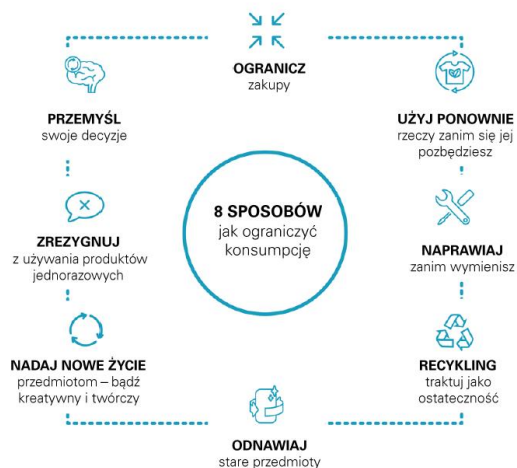 OGRANICZ
zakupy
PRZEMYŚL
swoje decyzje
UŻYJ PONOWNIE
rzeczy zanim się jej
pozbędziesz
8 SPOSOBÓW
jak ograniczyć
konsumpcję
ZREZYGNUJ
z używania produktów
jednorazowych
NAPRAWIAJ
zanim wymienisz
NADAJ NOWE ŻYCIE
przedmiotom – bądź
kreatywny i twórczy
RECYKLING
traktuj jako
ostateczność
ODNAWIAJ
stare przedmioty